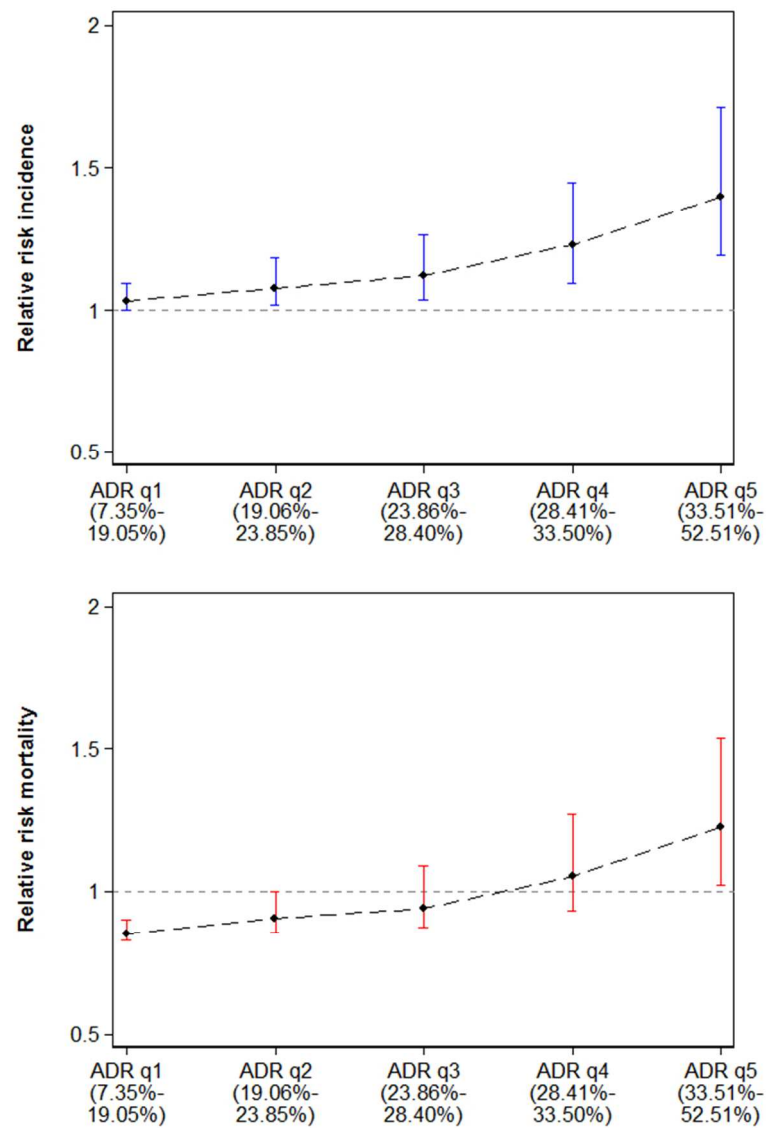 2
1.5
1
0.5
Relative risk incidence
ADR q1
(7.35%-
19.05%)
ADR q2
(19.06%-
23.85%)
ADR q3
(23.86%-
28.40%)
ADR q4
(28.41%-
33.50%)
ADR q5
(33.51%-
52.51%)
2
1.5
1
0.5
Relative risk mortality
ADR q1
(7.35%-
19.05%)
ADR q2
(19.06%-
23.85%)
ADR q3
(23.86%-
28.40%)
ADR q4
(28.41%-
33.50%)
ADR q5
(33.51%-
52.51%)